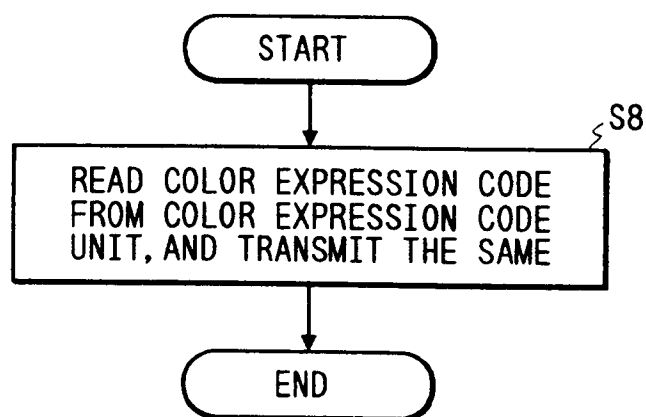 START
S8
READ COLOR EXPRESSION CODE
FROM COLOR EXPRESSION CODE
UNIT, AND TRANSMIT THE SAME
END